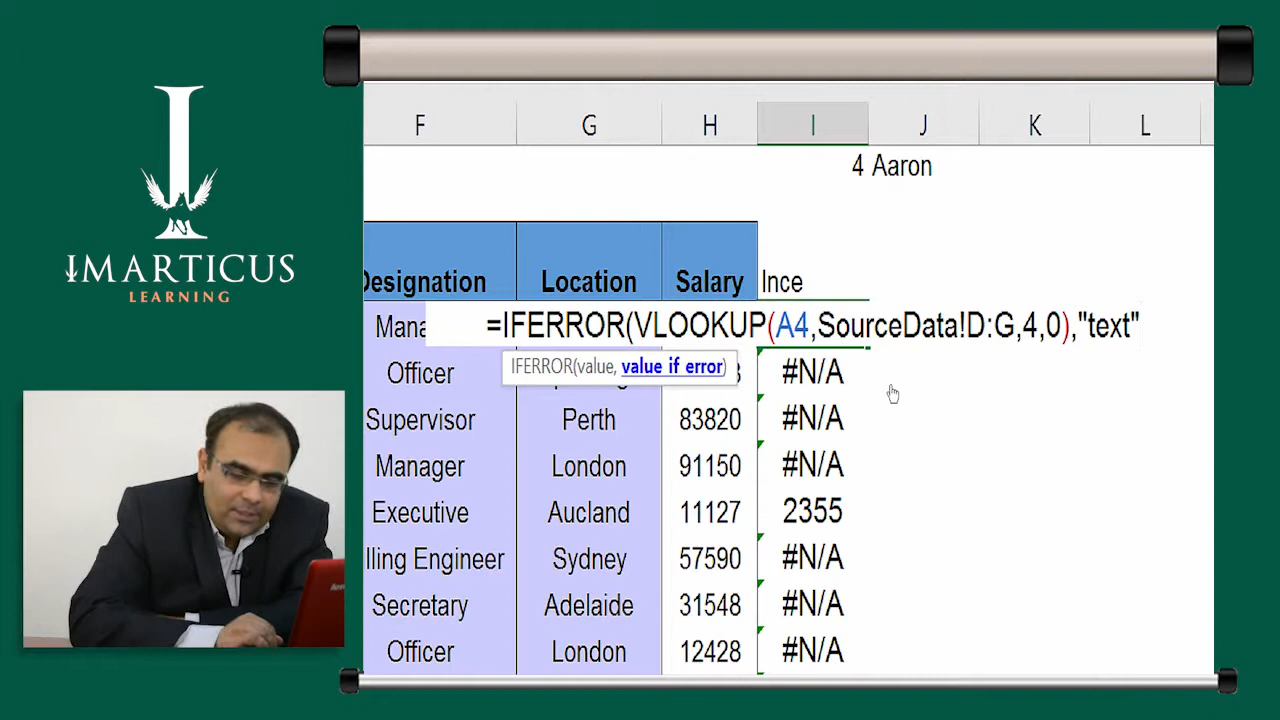 IMARTICUS
LEARNING
F G H I J K L
4 Aaron
Designation Location Salary Ince
Mana =IFERROR(VLOOKUP(A4,SourceData!D:G,4,0),"text"
IFERROR(value, value if error)
Officer #N/A
Supervisor Perth 83820 #N/A
Manager London 91150 #N/A
Executive Aucland 11127 2355
lling Engineer Sydney 57590 #N/A
Secretary Adelaide 31548 #N/A
Officer London 12428 #N/A